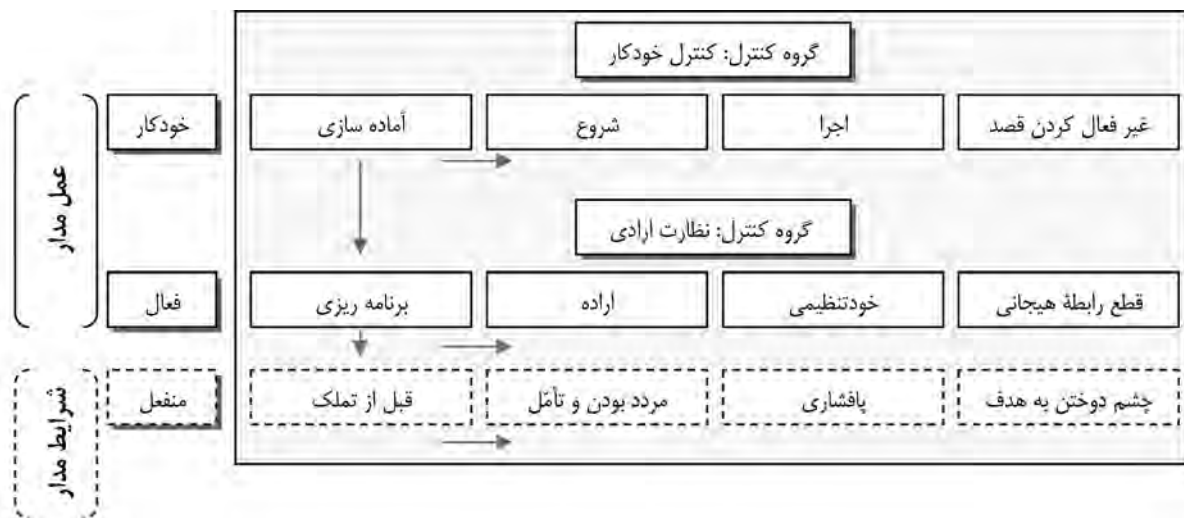 گروه کنترل: کنترل خودکار
خودکار
آماده سازی
شروع
اجرا
غیر فعال کردن قصد
عمل مدار
گروه کنترل: نظارت ارادی
فعال
برنامه ریزی
اراده
خودتنظیمی
قطع رابطۀ هیجانی
شرایط مدار
منفعل
قبل از تملک
مردد بودن و تأمّل
پافشاری
چشم دوختن به هدف